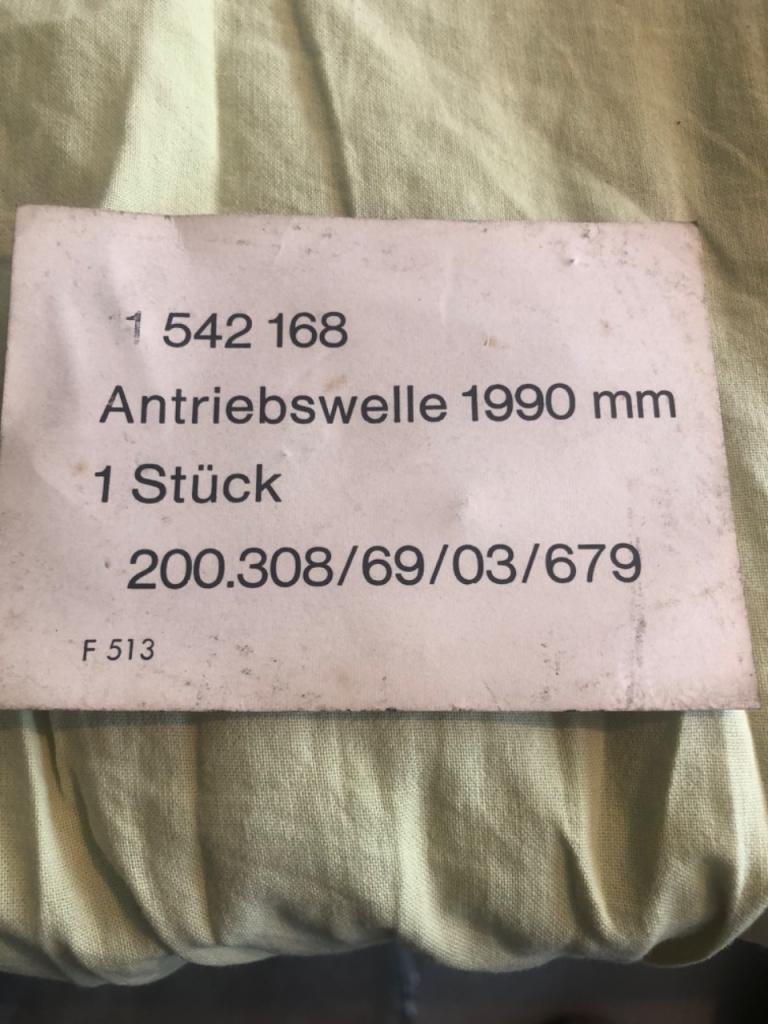 1 542 168
Antriebswelle 1990 mm
1 Stück
200.308/69/03/679
F 513